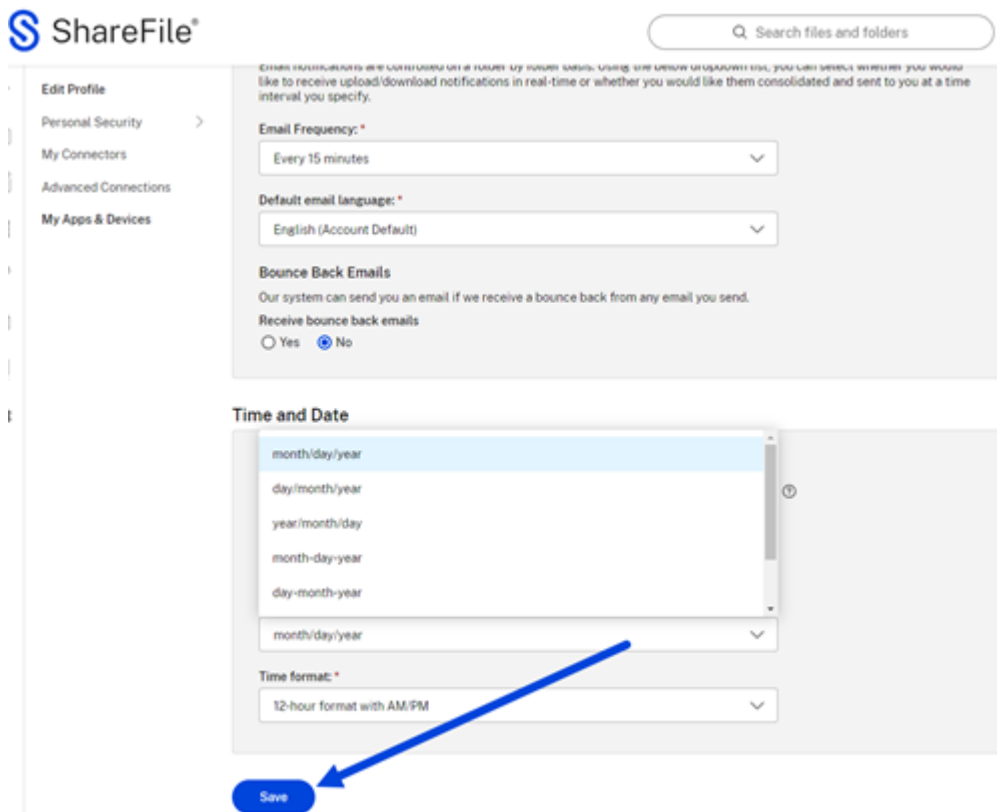 ShareFile®
Search files and folders
Edit Profile
Personal Security
My Connectors
Advanced Connections
My Apps & Devices
Email notifications are controlled on a folder by folder basis. Using the below dropdown list, you can select whether you would
like to receive upload/download notifications in real-time or whether you would like them consolidated and sent to you at a time
interval you specify.
Email Frequency: *
Every 15 minutes
Default email language: *
English (Account Default)
Bounce Back Emails
Our system can send you an email if we receive a bounce back from any email you send.
Receive bounce back emails
Yes No
Time and Date
month/day/year
day/month/year
year/month/day
month-day-year
day-month-year
month/day/year
Time format: *
12-hour format with AM/PM
Save